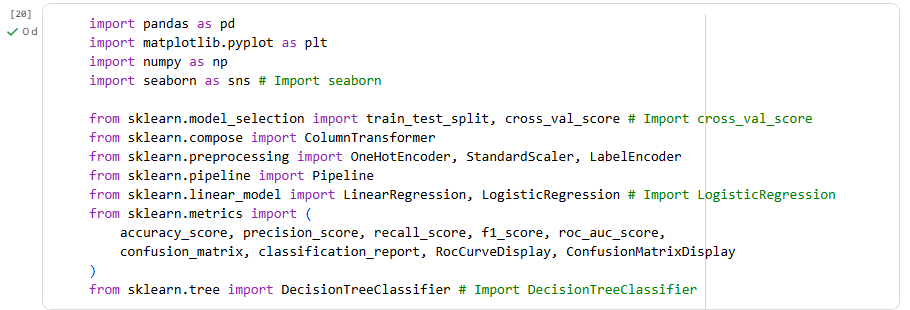 [20]
0 d
import pandas as pd
import matplotlib.pyplot as plt
import numpy as np
import seaborn as sns # Import seaborn
from sklearn.model_selection import train_test_split, cross_val_score # Import cross_val_score
from sklearn.compose import ColumnTransformer
from sklearn.preprocessing import OneHotEncoder, StandardScaler, LabelEncoder
from sklearn.pipeline import Pipeline
from sklearn.linear_model import LinearRegression, LogisticRegression # Import LogisticRegression
from sklearn.metrics import (
    accuracy_score, precision_score, recall_score, f1_score, roc_auc_score,
    confusion_matrix, classification_report, RocCurveDisplay, ConfusionMatrixDisplay
)
from sklearn.tree import DecisionTreeClassifier # Import DecisionTreeClassifier